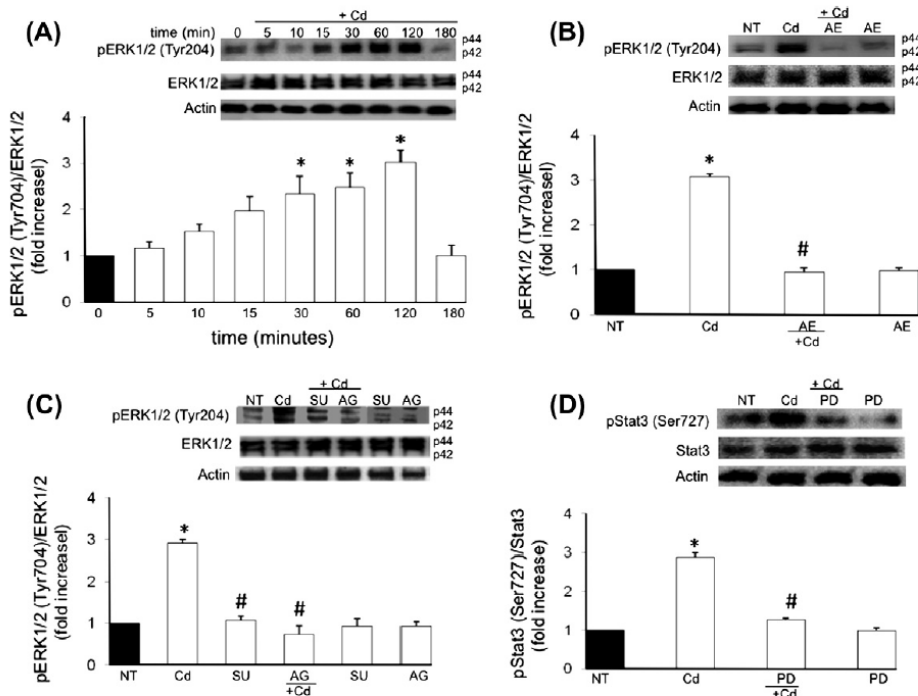 (A)
+ Cd
time (min) 0 5 10 15 30 60 120 180
pERK1/2 (Tyr204) p44
p42
ERK1/2 p44
p42
Actin
pERK1/2 (Tyr704)/ERK1/2
(fold increasel)
4
3
2
1
0
* * *
0 5 10 15 30 60 120 180
time (minutes)
(B)
+ Cd
NT Cd AE AE
pERK1/2 (Tyr204) p44
p42
ERK1/2 p44
p42
Actin
pERK1/2 (Tyr704)/ERK1/2
(fold increasel)
4
3
2
1
0
*
#
NT Cd AE AE
+Cd
(C)
+ Cd
NT Cd SU AG SU AG
pERK1/2 (Tyr204) p44
p42
ERK1/2 p44
p42
Actin
pERK1/2 (Tyr704)/ERK1/2
(fold increasel)
4
3
2
1
0
*
# #
NT Cd SU AG SU AG
+Cd
(D)
+ Cd
NT Cd PD PD
pStat3 (Ser727)
Stat3
Actin
pStat3 (Ser727)/Stat3
(fold increase)
4
3
2
1
0
*
#
NT Cd PD PD
+Cd